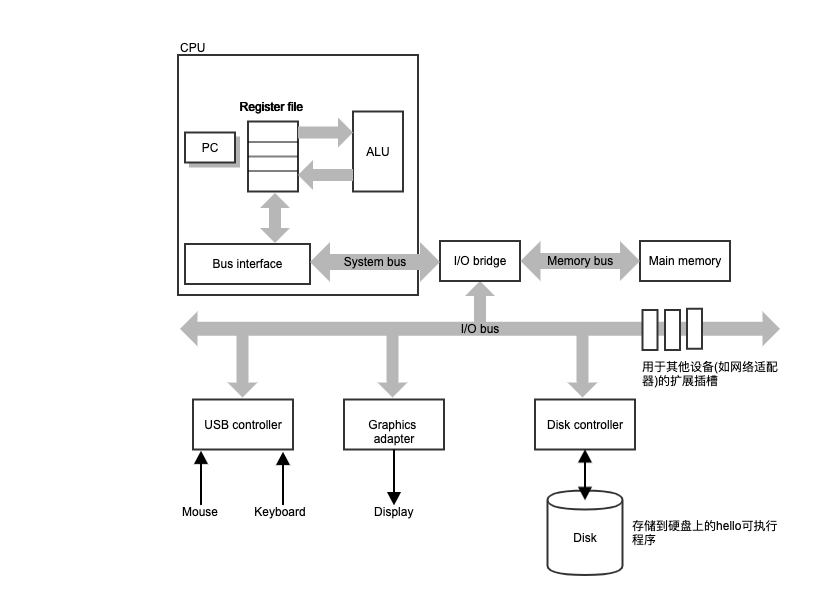 CPU
Register file
PC
ALU
Bus interface
System bus
I/O bridge
Memory bus
Main memory
I/O bus
用于其他设备(如网络适配
器)的扩展插槽
USB controller
Graphics
adapter
Disk controller
Mouse
Keyboard
Display
Disk
存储到硬盘上的hello可执行
程序